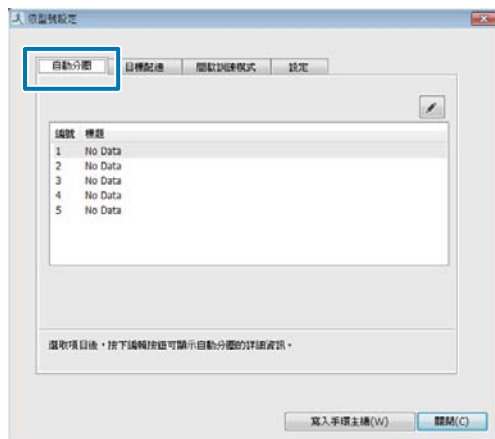 依型號設定
自動分圈 目標配速 間歇訓練模式 設定
編號 標題
1 No Data
2 No Data
3 No Data
4 No Data
5 No Data
選取項目後，按下編輯按鈕可顯示自動分圈的詳細資訊。
寫入手環主機(W) 關閉(C)